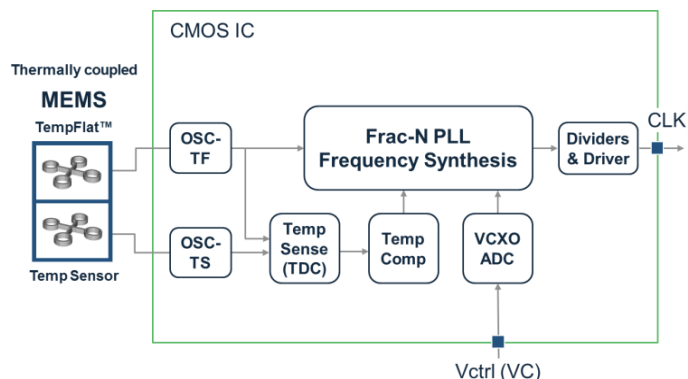 CMOS IC
Thermally coupled
MEMS
TempFlat™
OSC-
TF
Frac-N PLL
Frequency Synthesis
Dividers
& Driver
CLK
OSC-
TS
Temp
Sense
(TDC)
Temp
Comp
VCXO
ADC
Temp Sensor
Vctrl (VC)